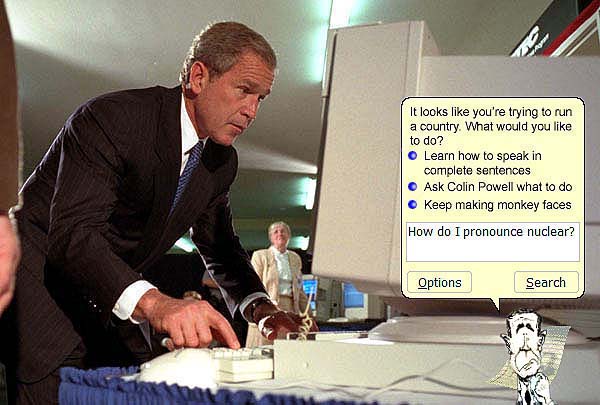 It looks like you're trying to run
a country. What would you like
to do?
Learn how to speak in
complete sentences
Ask Colin Powell what to do
Keep making monkey faces
How do I pronounce nuclear?
Options
Search